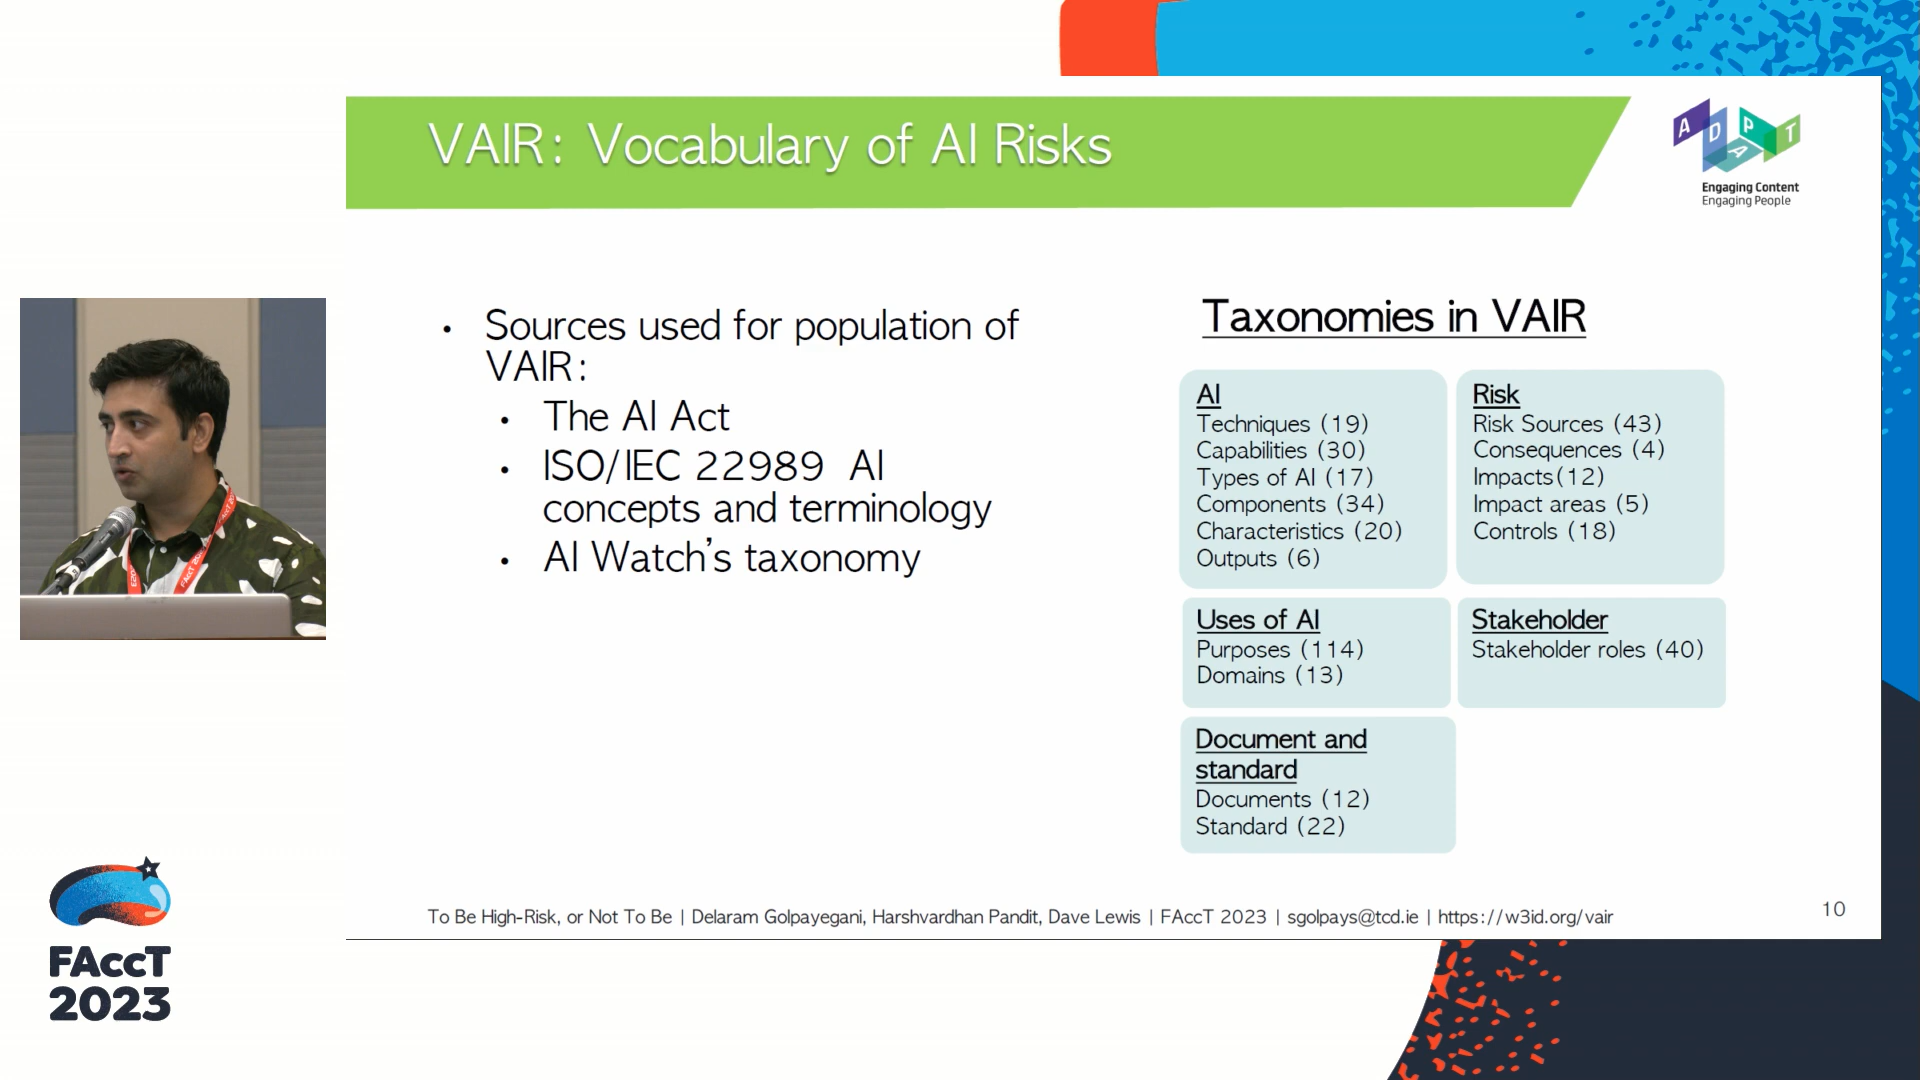 VAIR: Vocabulary of AI Risks
A D A P T
Engaging Content
Engaging People
• Sources used for population of
VAIR:
• The AI Act
• ISO/IEC 22989 AI
concepts and terminology
• AI Watch's taxonomy
Taxonomies in VAIR
AI
Techniques (19)
Capabilities (30)
Types of AI (17)
Components (34)
Characteristics (20)
Outputs (6)
Risk
Risk Sources (43)
Consequences (4)
Impacts(12)
Impact areas (5)
Controls (18)
Uses of AI
Purposes (114)
Domains (13)
Stakeholder
Stakeholder roles (40)
Document and
standard
Documents (12)
Standard (22)
To Be High-Risk, or Not To Be | Delaram Golpayegani, Harshvardhan Pandit, Dave Lewis | FAccT 2023 | sgolpays@tcd.ie | https://w3id.org/vair
10
FAccT
2023